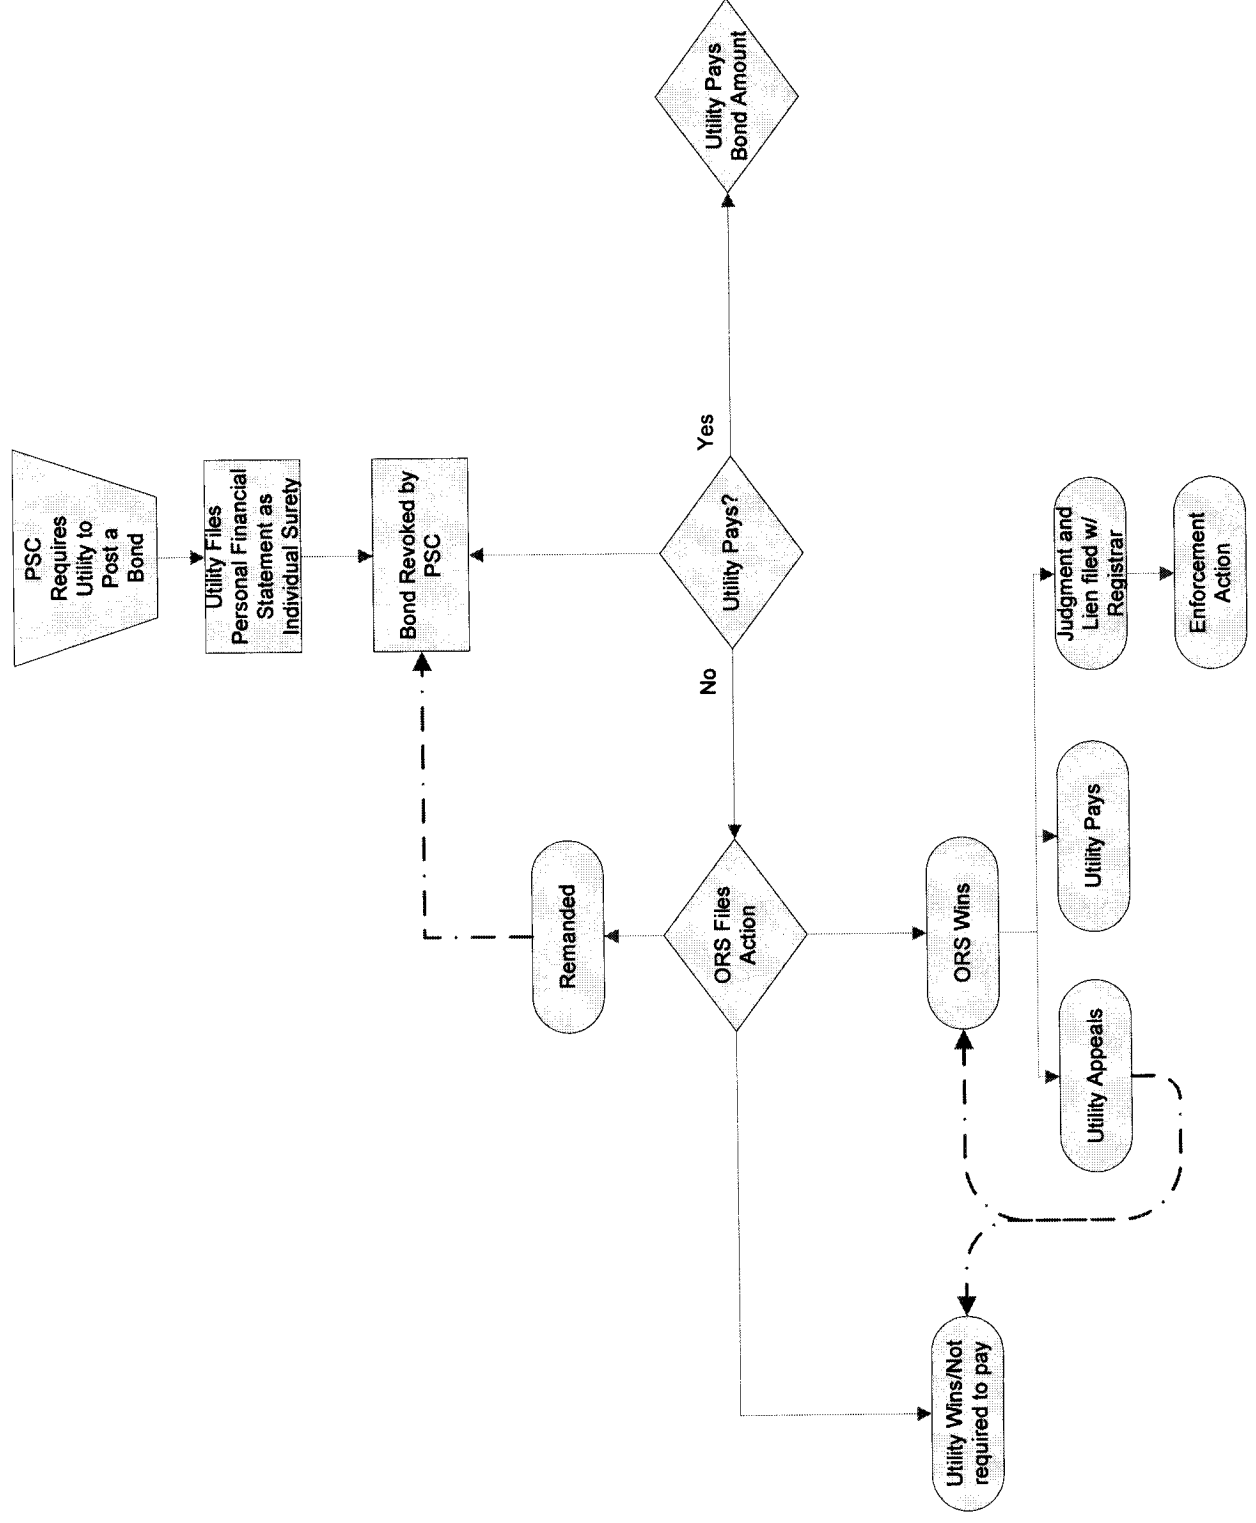 PSC
Requires
Utility to
Post a
Bond
Utility Files
Personal Financial
Statement as
Individual Surety
Bond Revoked by
PSC
Utility Pays?
Yes
No
Utility Pays
Bond Amount
Remanded
ORS Files
Action
ORS Wins
Utility Wins/Not
required to pay
Utility Appeals
Utility Pays
Judgment and
Lien filed w/
Registrar
Enforcement
Action